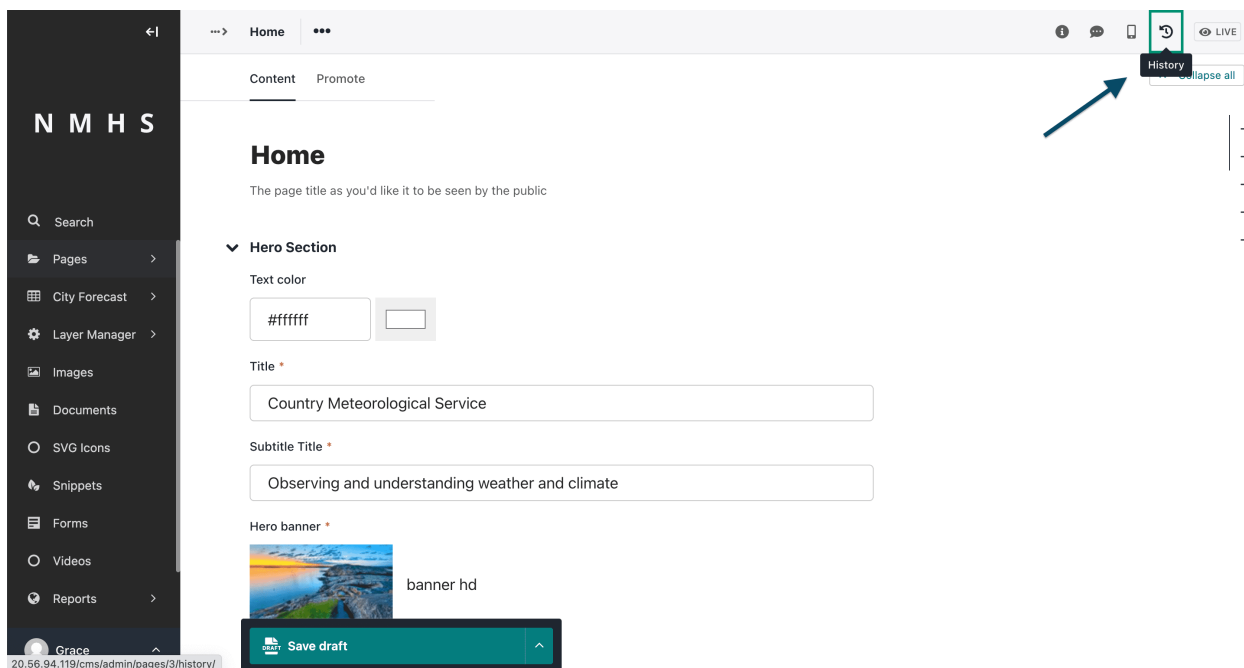 Home
•••
LIVE
History
Collapse all
Content Promote
N M H S
Home
The page title as you'd like it to be seen by the public
Search
Hero Section
Pages
Text color
City Forecast
#ffffff
Layer Manager
Title *
Images
Country Meteorological Service
Documents
Subtitle Title *
SVG Icons
Observing and understanding weather and climate
Snippets
Hero banner *
Forms
Videos
banner hd
Reports
DRAFT Save draft
Grace
20.56.94.119/cms/admin/pages/3/history/